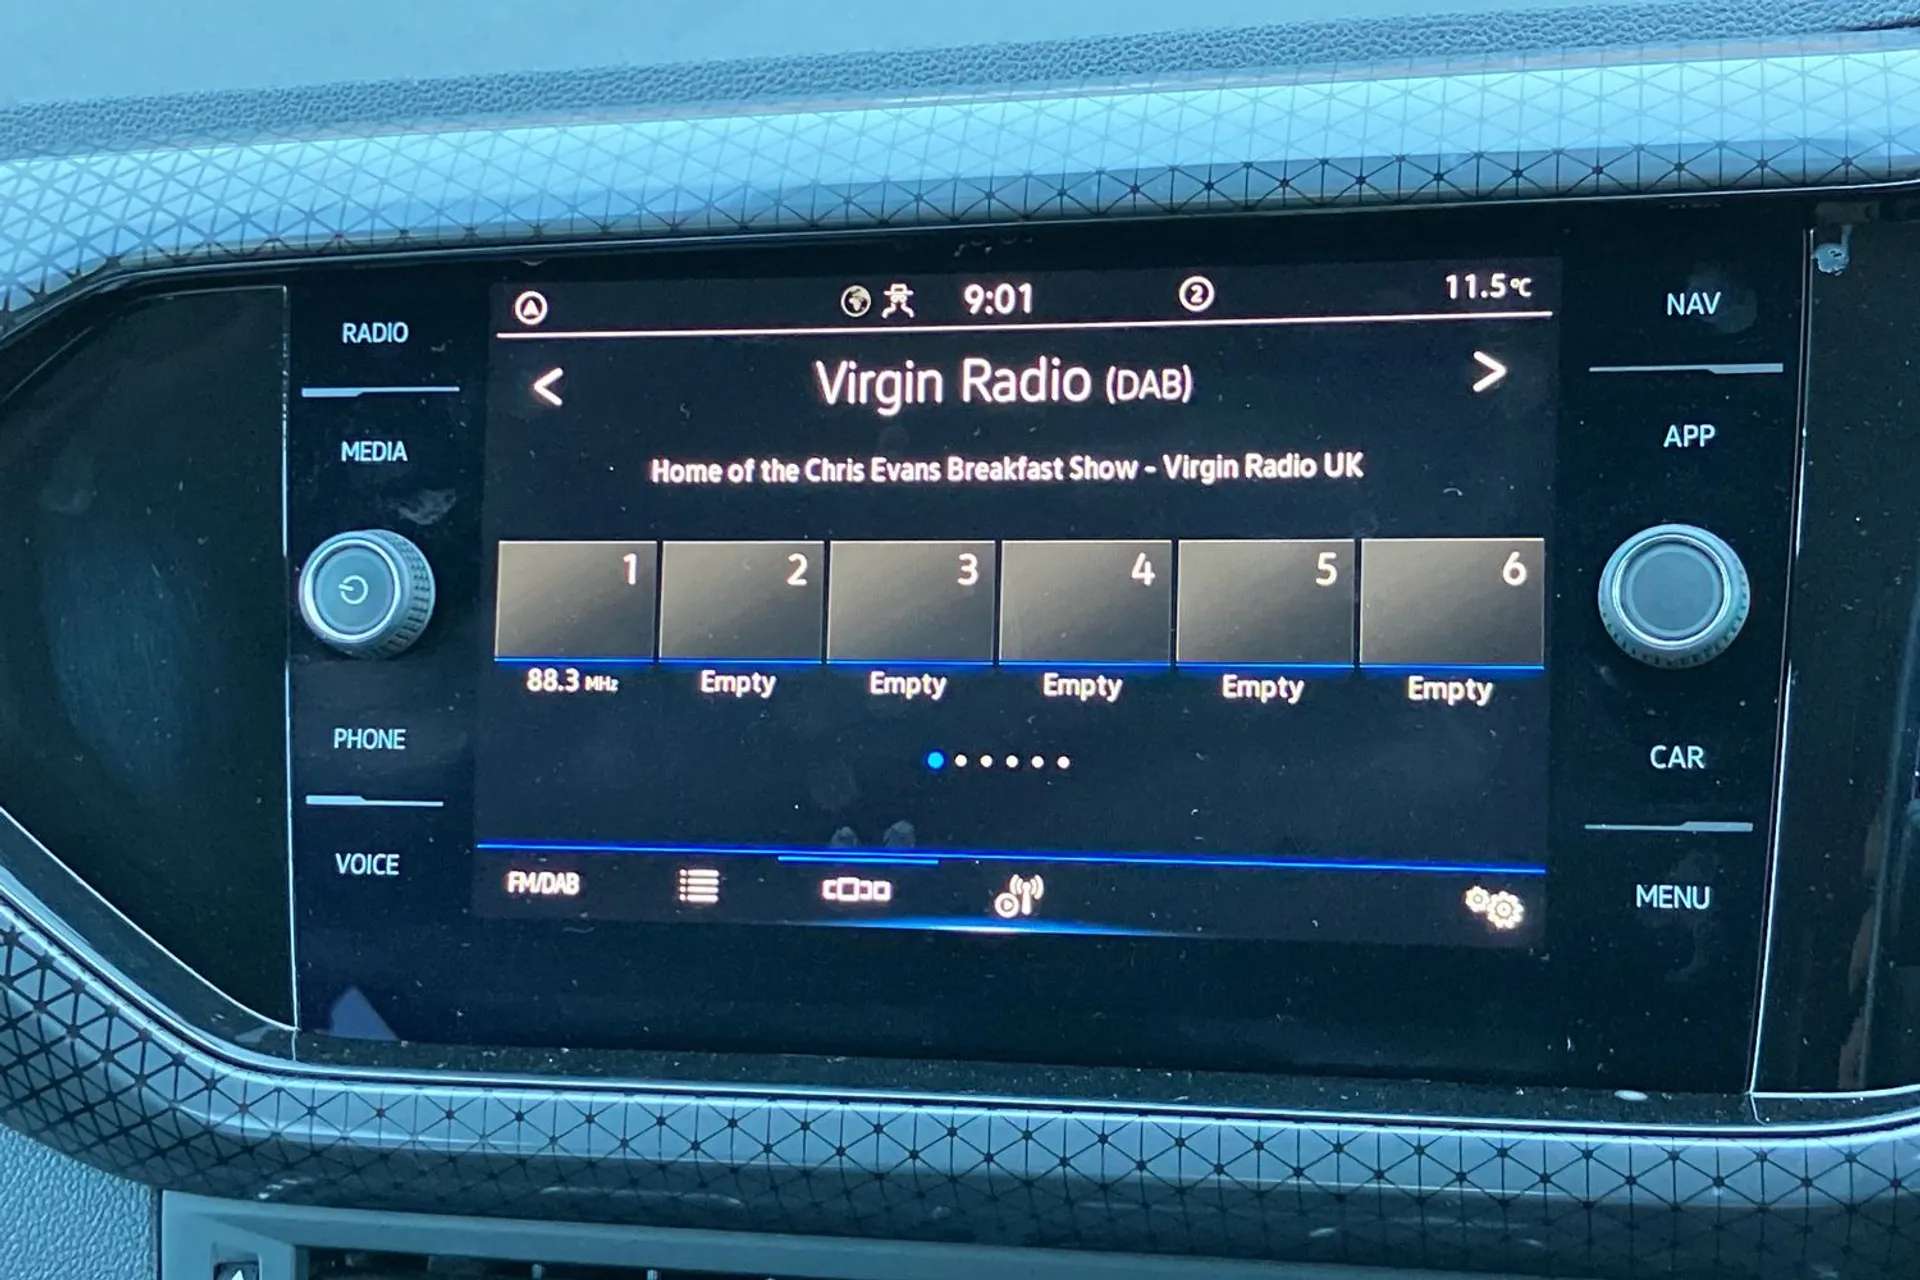 RADIO
MEDIA
PHONE
VOICE
9:01
2
11.5°C
< Virgin Radio (DAB) >
Home of the Chris Evans Breakfast Show - Virgin Radio UK
1 2 3 4 5 6
88.3 MHz Empty Empty Empty Empty Empty
FM/DAB
NAV
APP
CAR
MENU